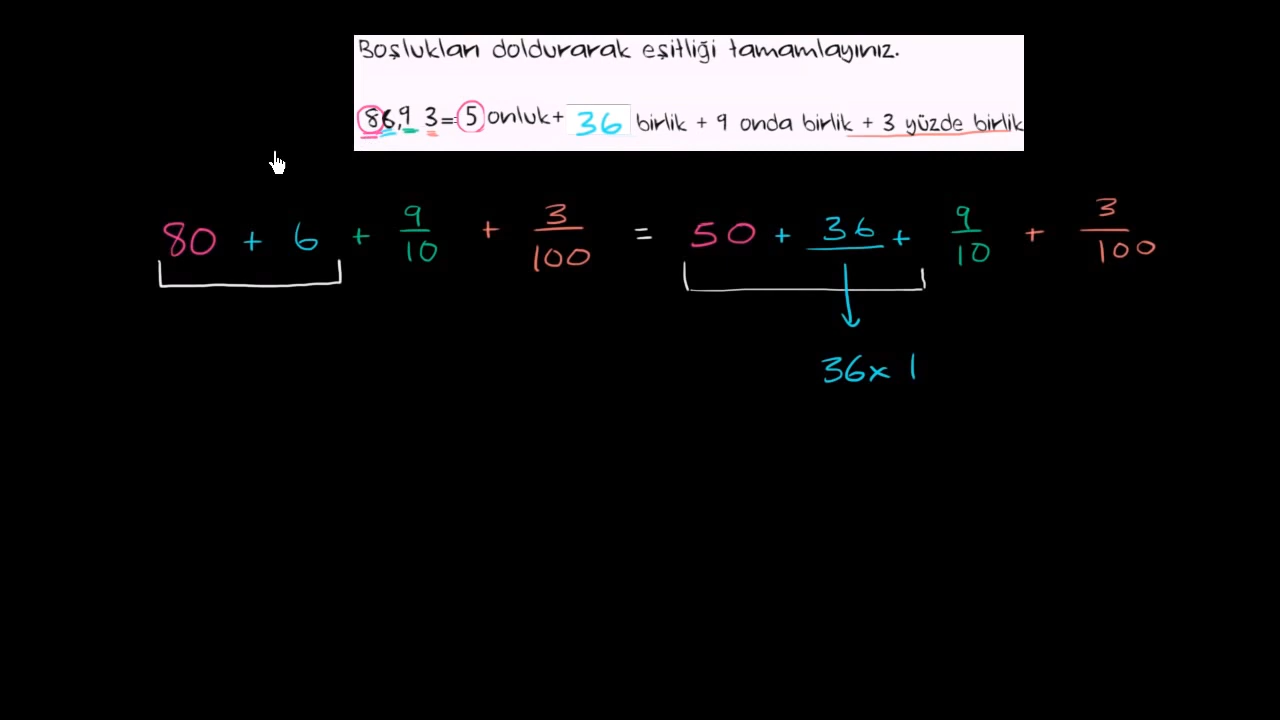 Boşlukları doldurarak eşitliği tamamlayınız.
86,93 = 5 onluk + 36 birlik + 9 onda birlik + 3 yüzde birlik
80 + 6 + 9/10 + 3/100 = 50 + 36 + 9/10 + 3/100
36 x 1